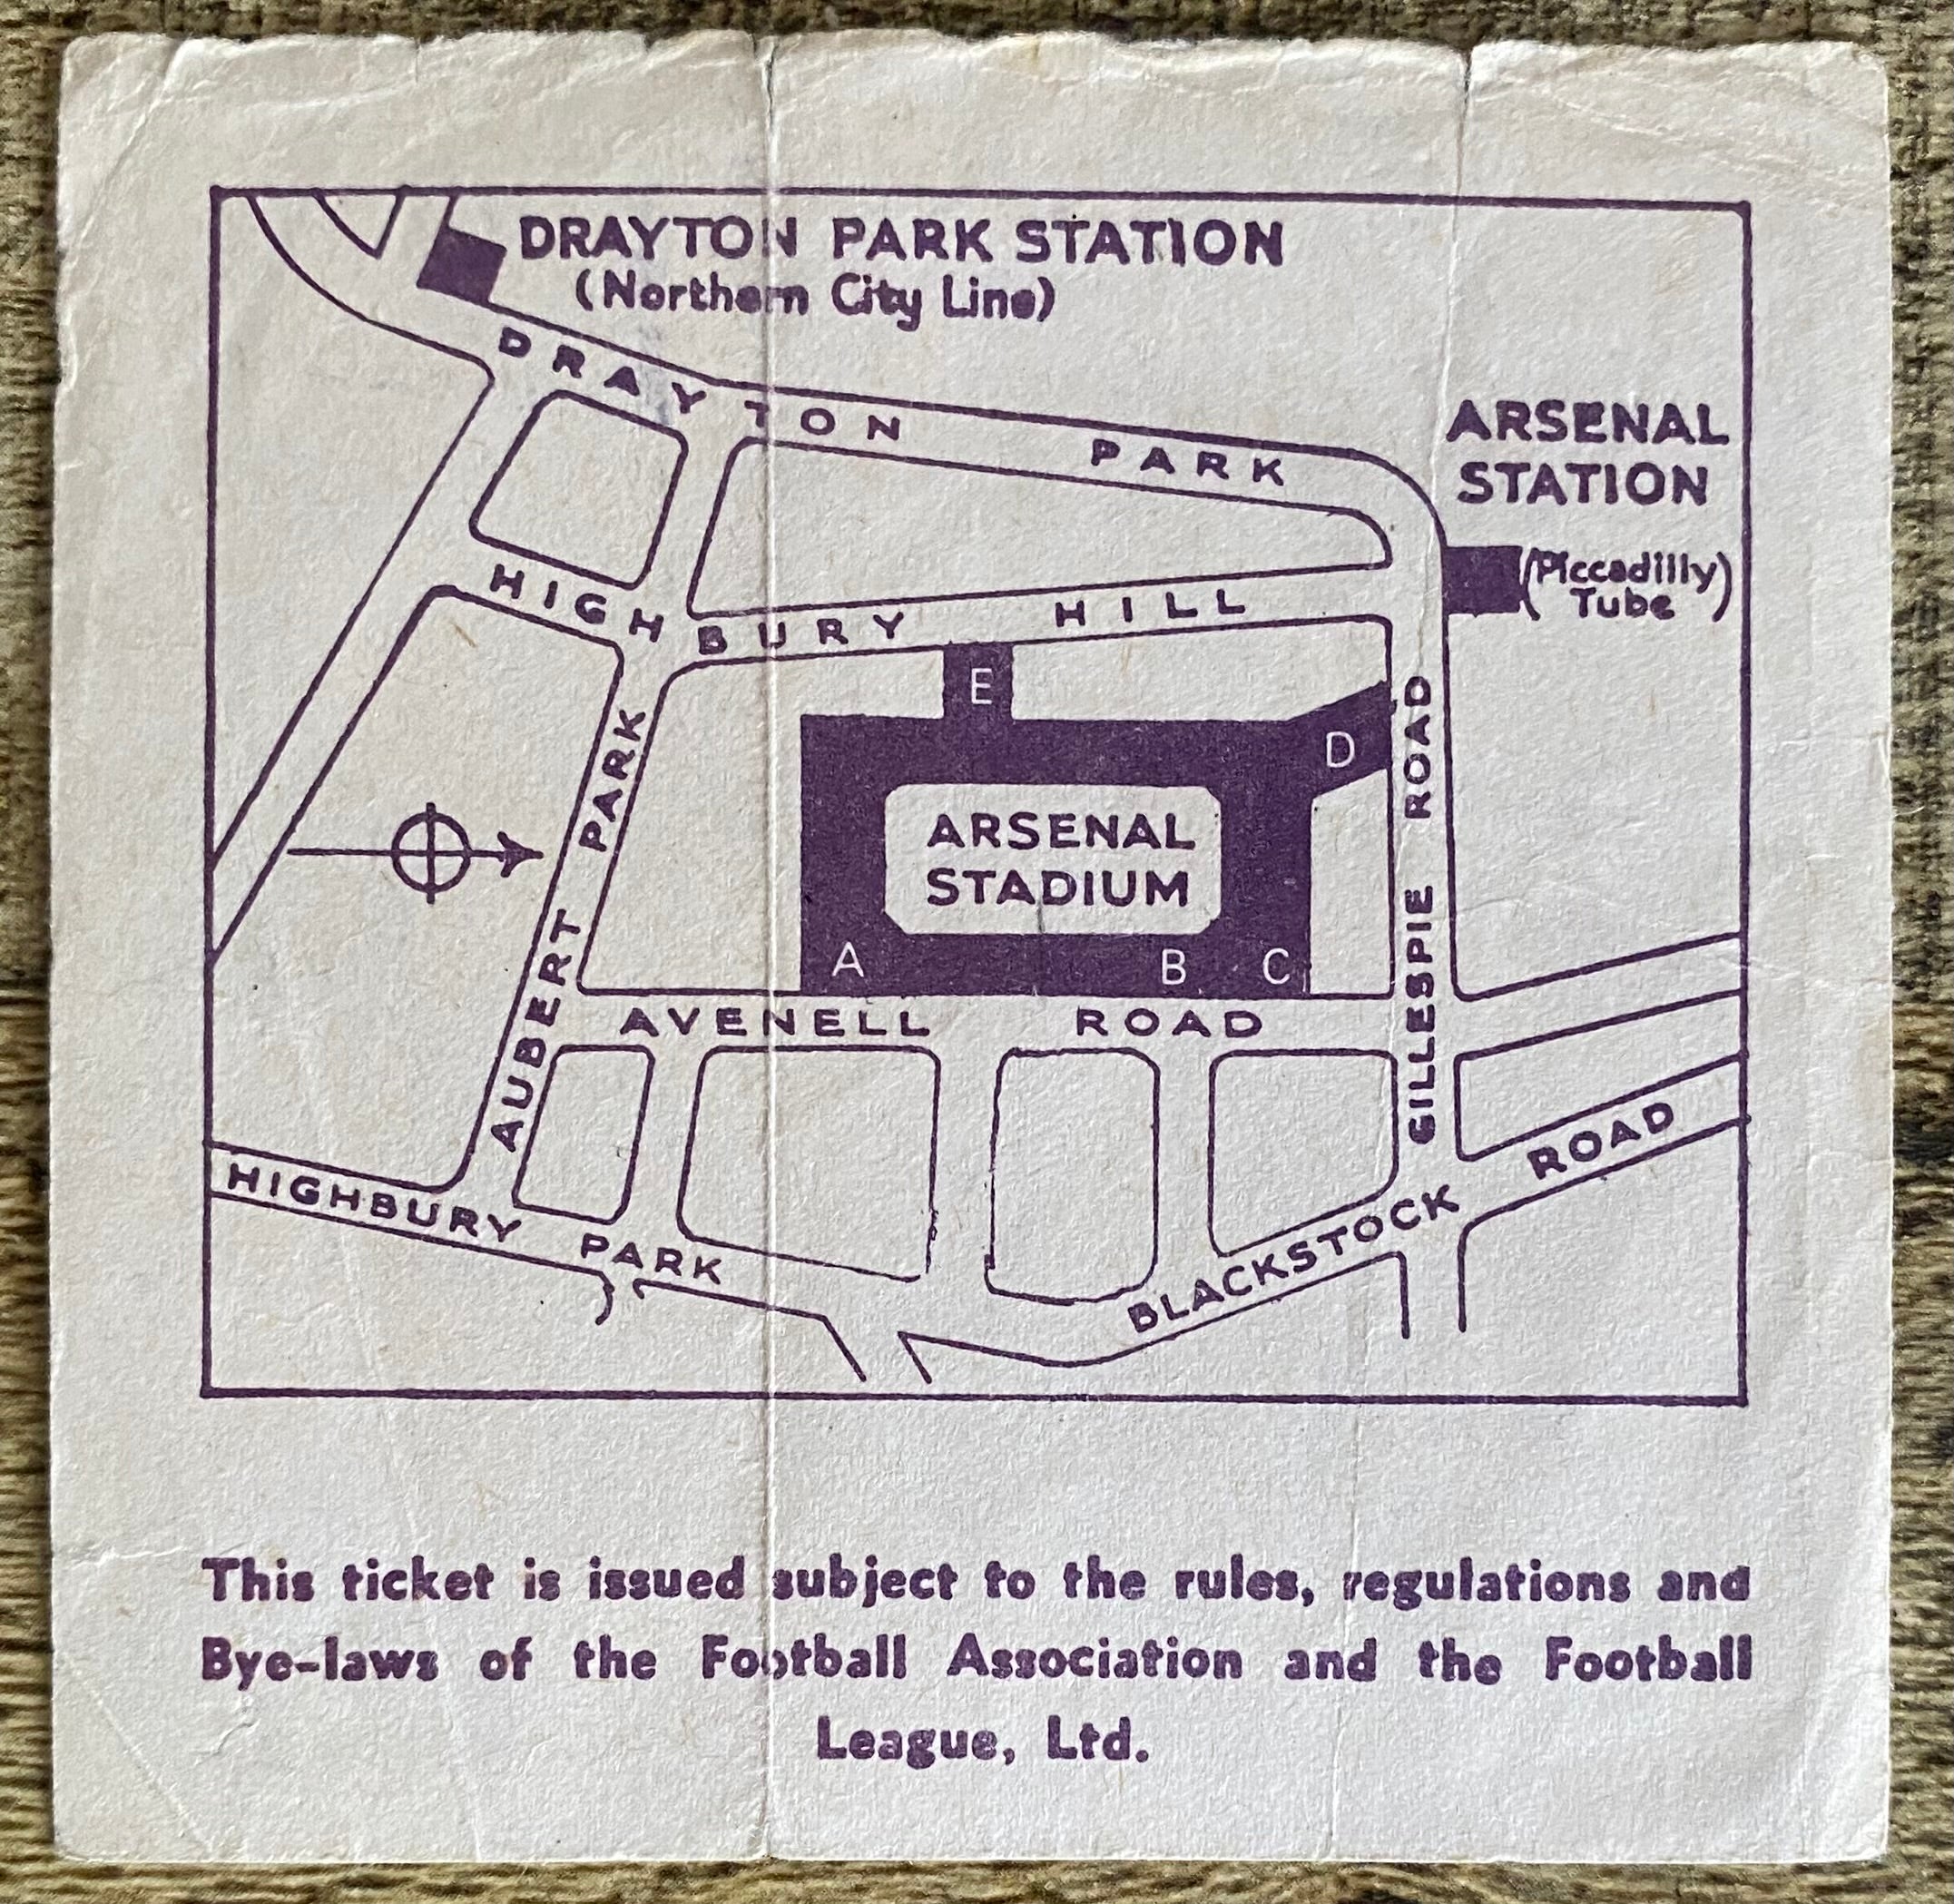 DRAYTON PARK STATION
(Northern City Line)
DRAYTON PARK
ARSENAL
STATION
(Piccadilly
Tube)
HIGHBURY HILL
E
D
ARSENAL
STADIUM
A B C
AUBERT PARK
GILLESPIE ROAD
AVENELL ROAD
HIGHBURY PARK
BLACKSTOCK ROAD
This ticket is issued subject to the rules, regulations and
Bye-laws of the Football Association and the Football
League, Ltd.